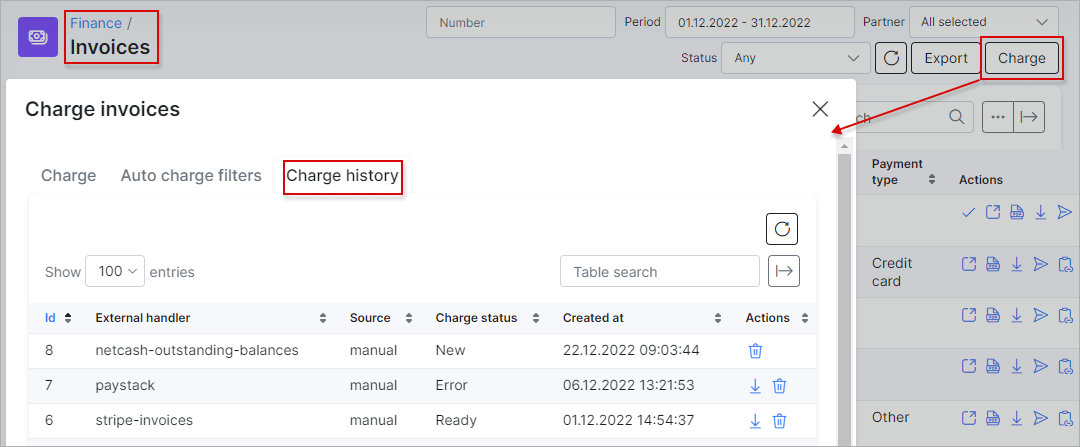 Finance /
Invoices
Number
Period
01.12.2022 - 31.12.2022
Partner
All selected
Status
Any
Export
Charge
Charge invoices
ch
Charge
Auto charge filters
Charge history
Payment
type
Actions
Show
100
entries
Table search
Id
External handler
Source
Charge status
Created at
Actions
8
netcash-outstanding-balances
manual
New
22.12.2022 09:03:44
7
paystack
manual
Error
06.12.2022 13:21:53
6
stripe-invoices
manual
Ready
01.12.2022 14:54:37
Credit
card
Other